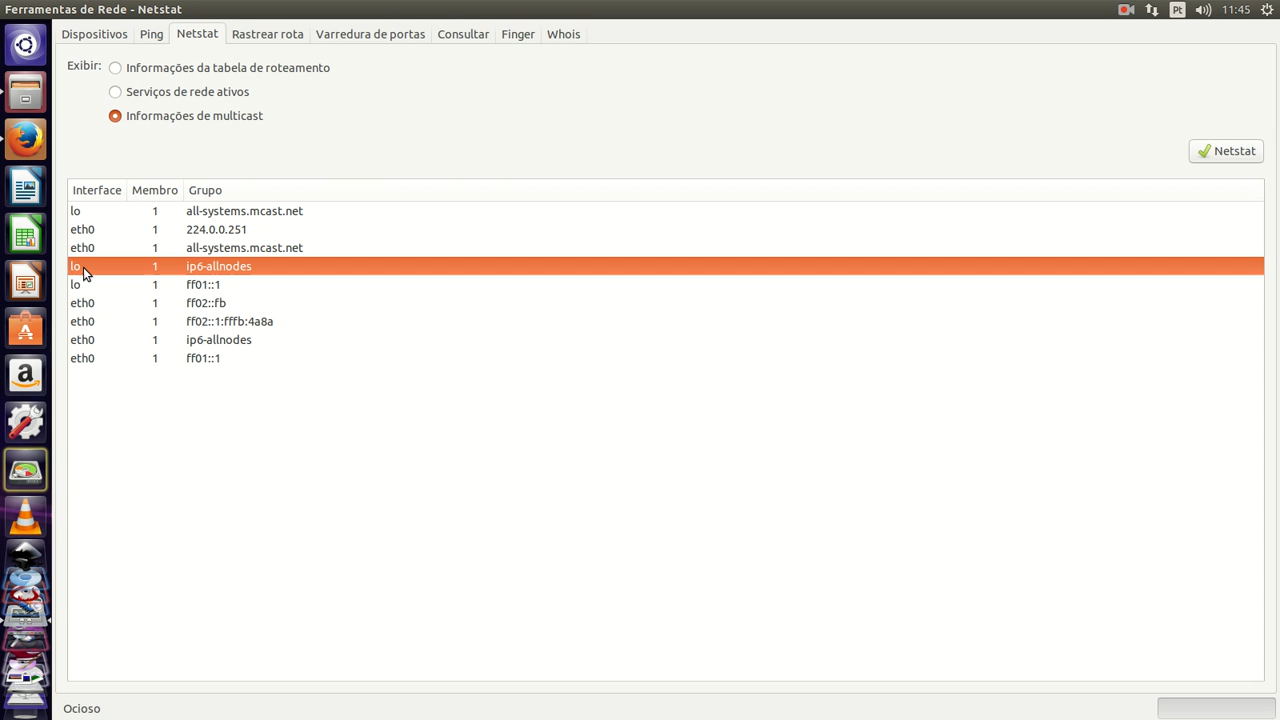 Ferramentas de Rede - Netstat
Pt
11:45
Dispositivos Ping Netstat Rastrear rota Varredura de portas Consultar Finger Whois
Exibir: Informações da tabela de roteamento
Serviços de rede ativos
Informações de multicast
Netstat
Interface Membro Grupo
lo 1 all-systems.mcast.net
eth0 1 224.0.0.251
eth0 1 all-systems.mcast.net
lo 1 ip6-allnodes
lo 1 ff01::1
eth0 1 ff02::fb
eth0 1 ff02::1:fffb:4a8a
eth0 1 ip6-allnodes
eth0 1 ff01::1
Ocioso